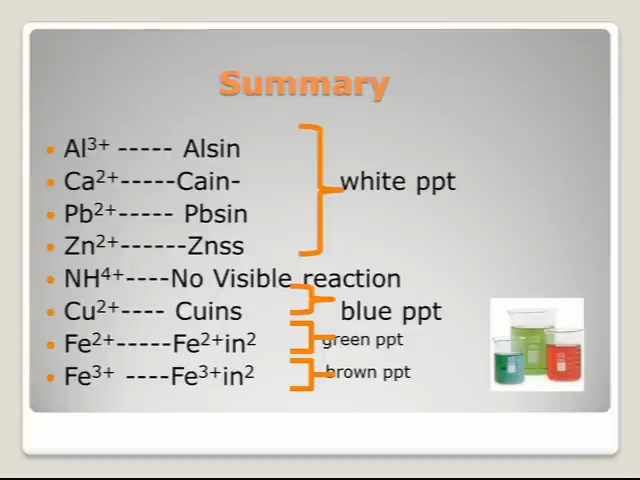 Summary
Al³⁺ ----- Alsin
Ca²⁺-----Cain-
white ppt
Pb²⁺----- Pbsin
Zn²⁺------Znss
NH⁴⁺----No Visible reaction
Cu²⁺---- Cuins
blue ppt
Fe²⁺-----Fe²⁺in²
green ppt
Fe³⁺ ----Fe³⁺in²
brown ppt